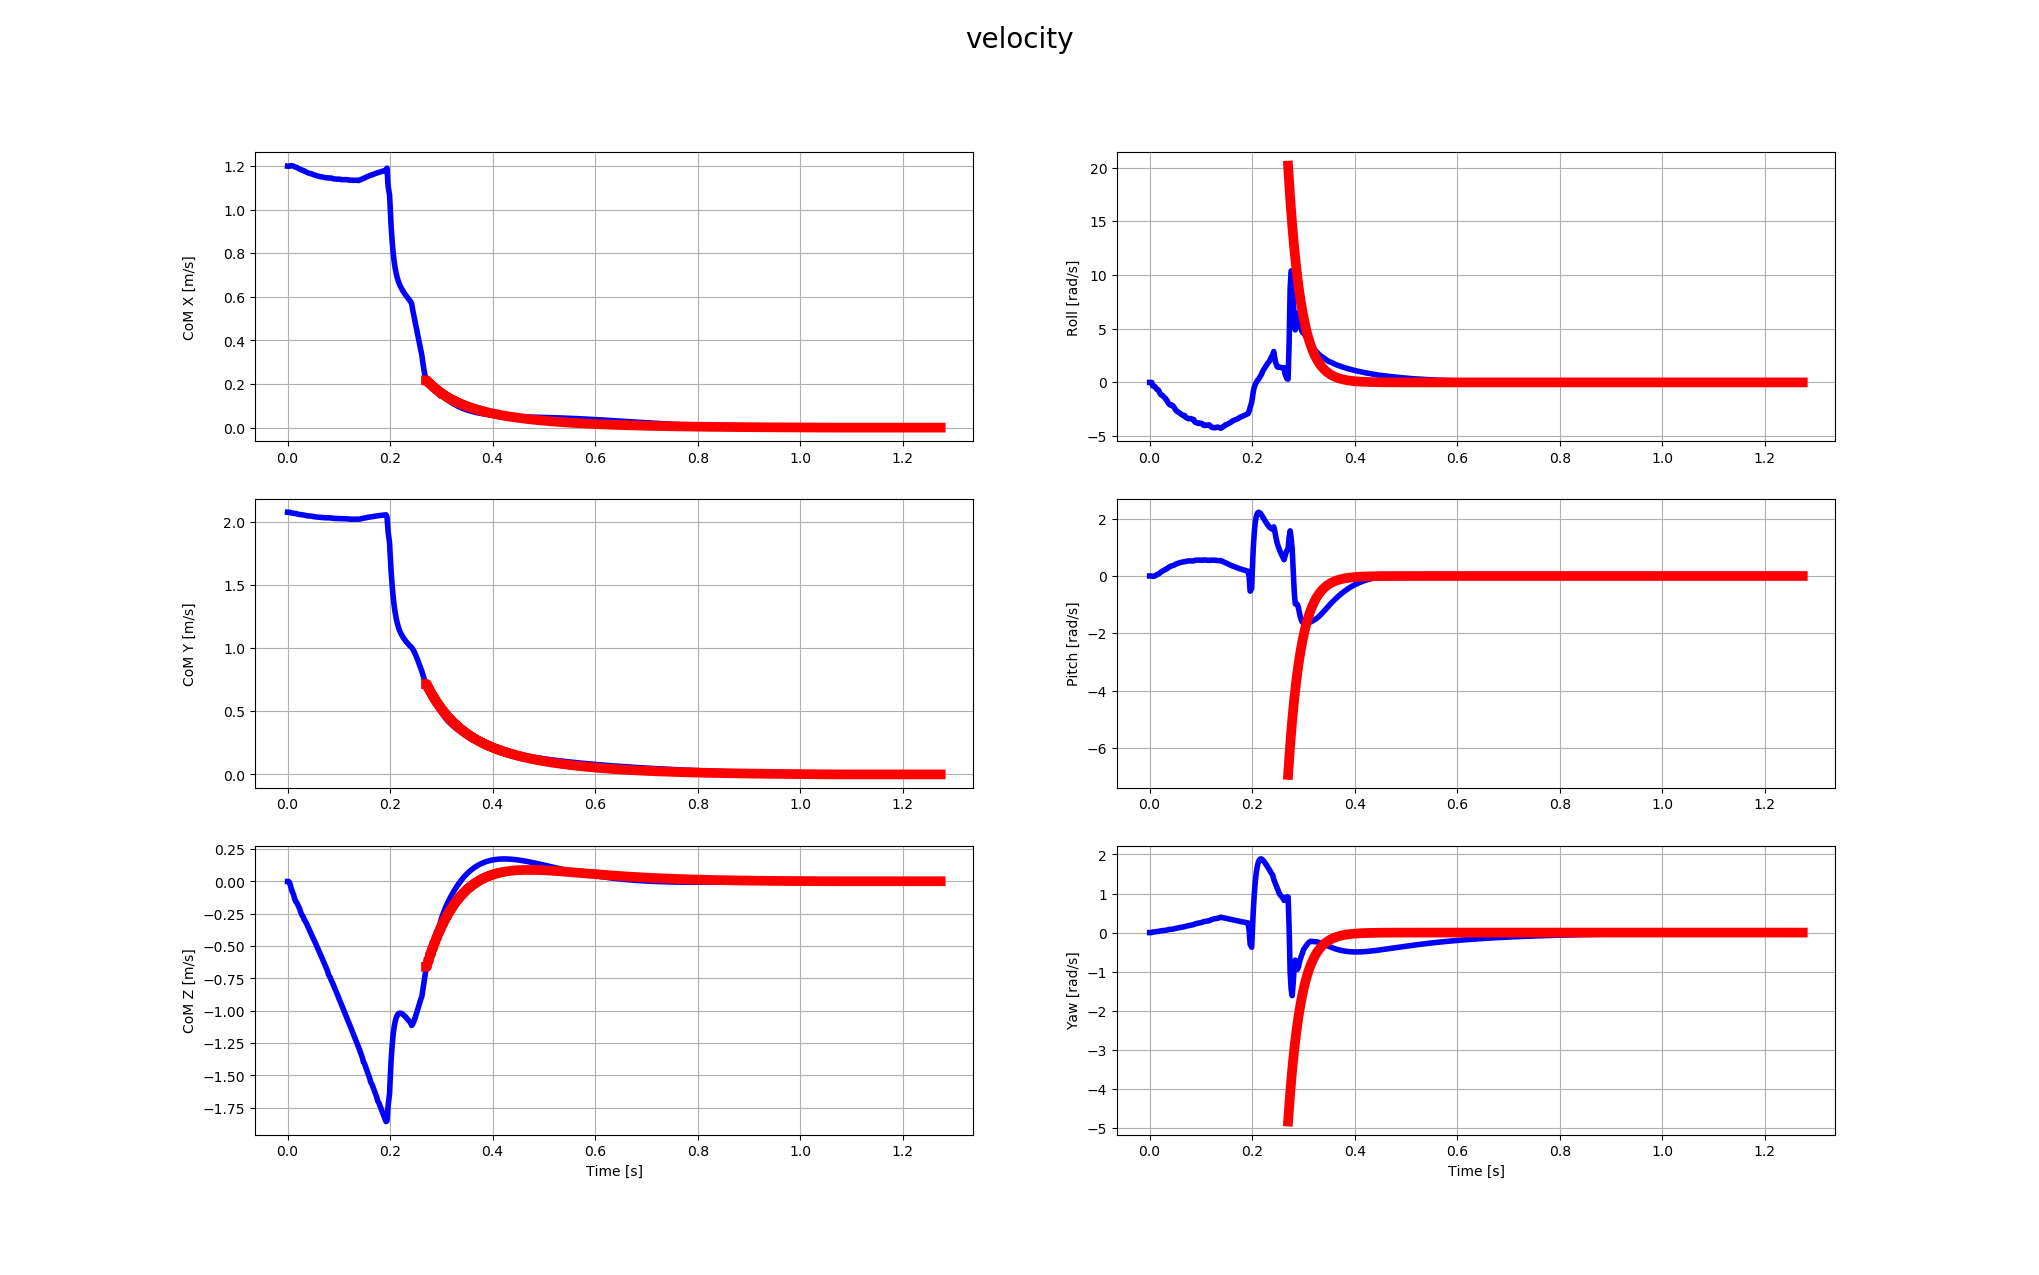 velocity
CoM X [m/s]
1.2
1.0
0.8
0.6
0.4
0.2
0.0
0.0 0.2 0.4 0.6 0.8 1.0 1.2
Roll [rad/s]
20
15
10
5
0
−5
0.0 0.2 0.4 0.6 0.8 1.0 1.2
CoM Y [m/s]
2.0
1.5
1.0
0.5
0.0
0.0 0.2 0.4 0.6 0.8 1.0 1.2
Pitch [rad/s]
2
0
−2
−4
−6
0.0 0.2 0.4 0.6 0.8 1.0 1.2
CoM Z [m/s]
0.25
0.00
−0.25
−0.50
−0.75
−1.00
−1.25
−1.50
−1.75
0.0 0.2 0.4 0.6 0.8 1.0 1.2
Time [s]
Yaw [rad/s]
2
1
0
−1
−2
−3
−4
−5
0.0 0.2 0.4 0.6 0.8 1.0 1.2
Time [s]